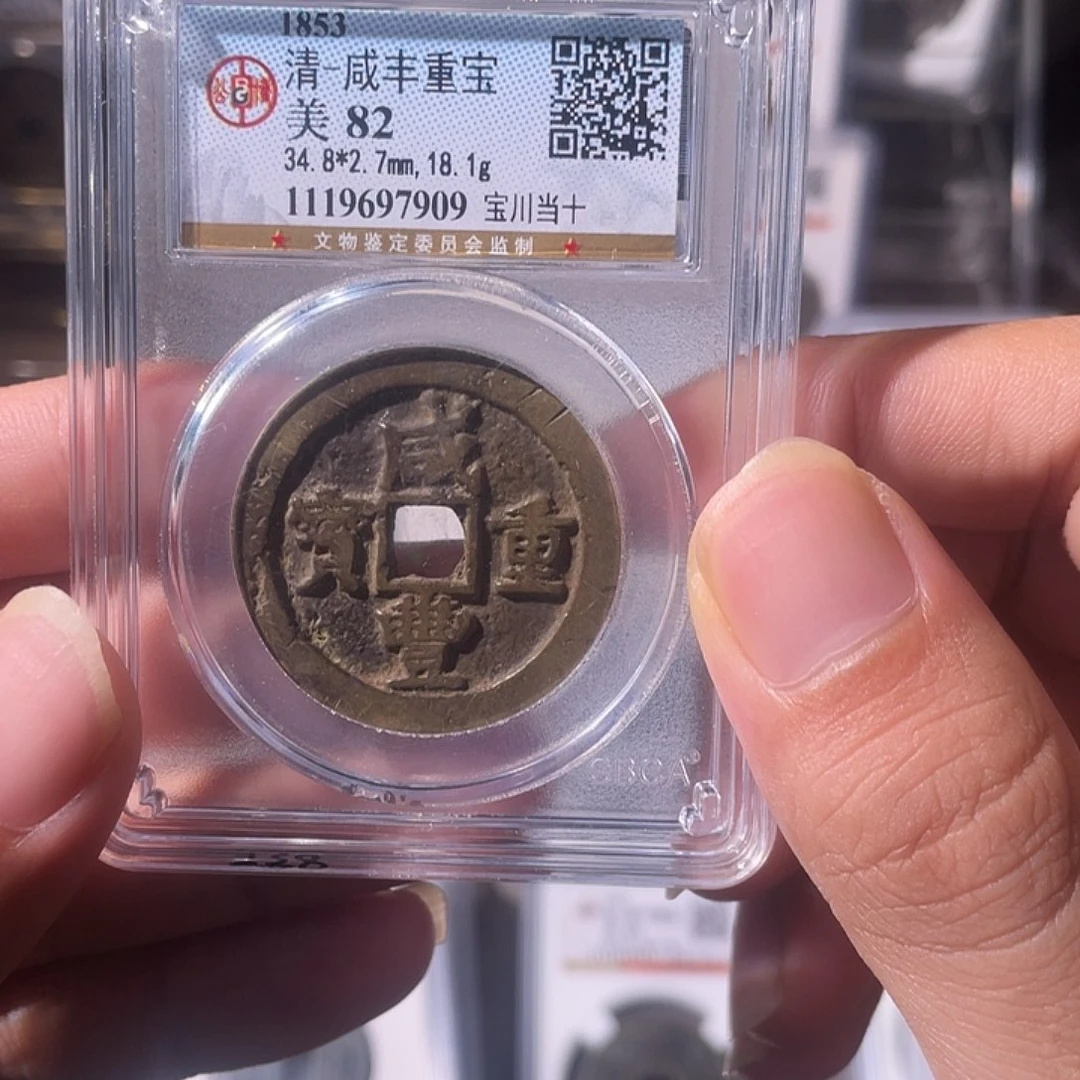 1853
清-咸丰重宝
美 82
34.8*2.7mm, 18.1g
1119697909 宝川当十
★ 文物鉴定委员会监制 ★
咸
寶 重
豐
GBCA